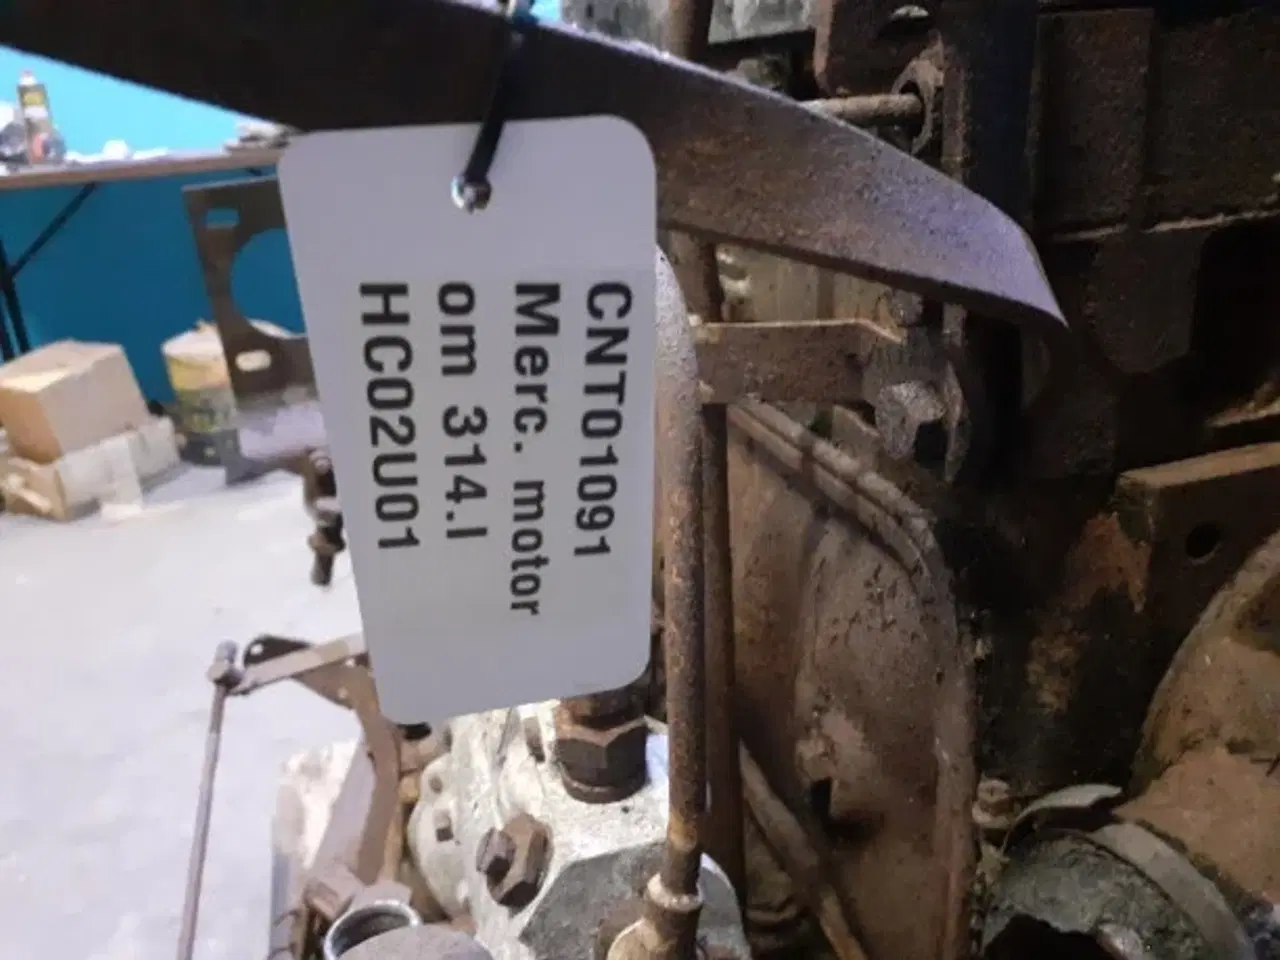 CNT01091
Merc. motor
om 314.I
HC02U01